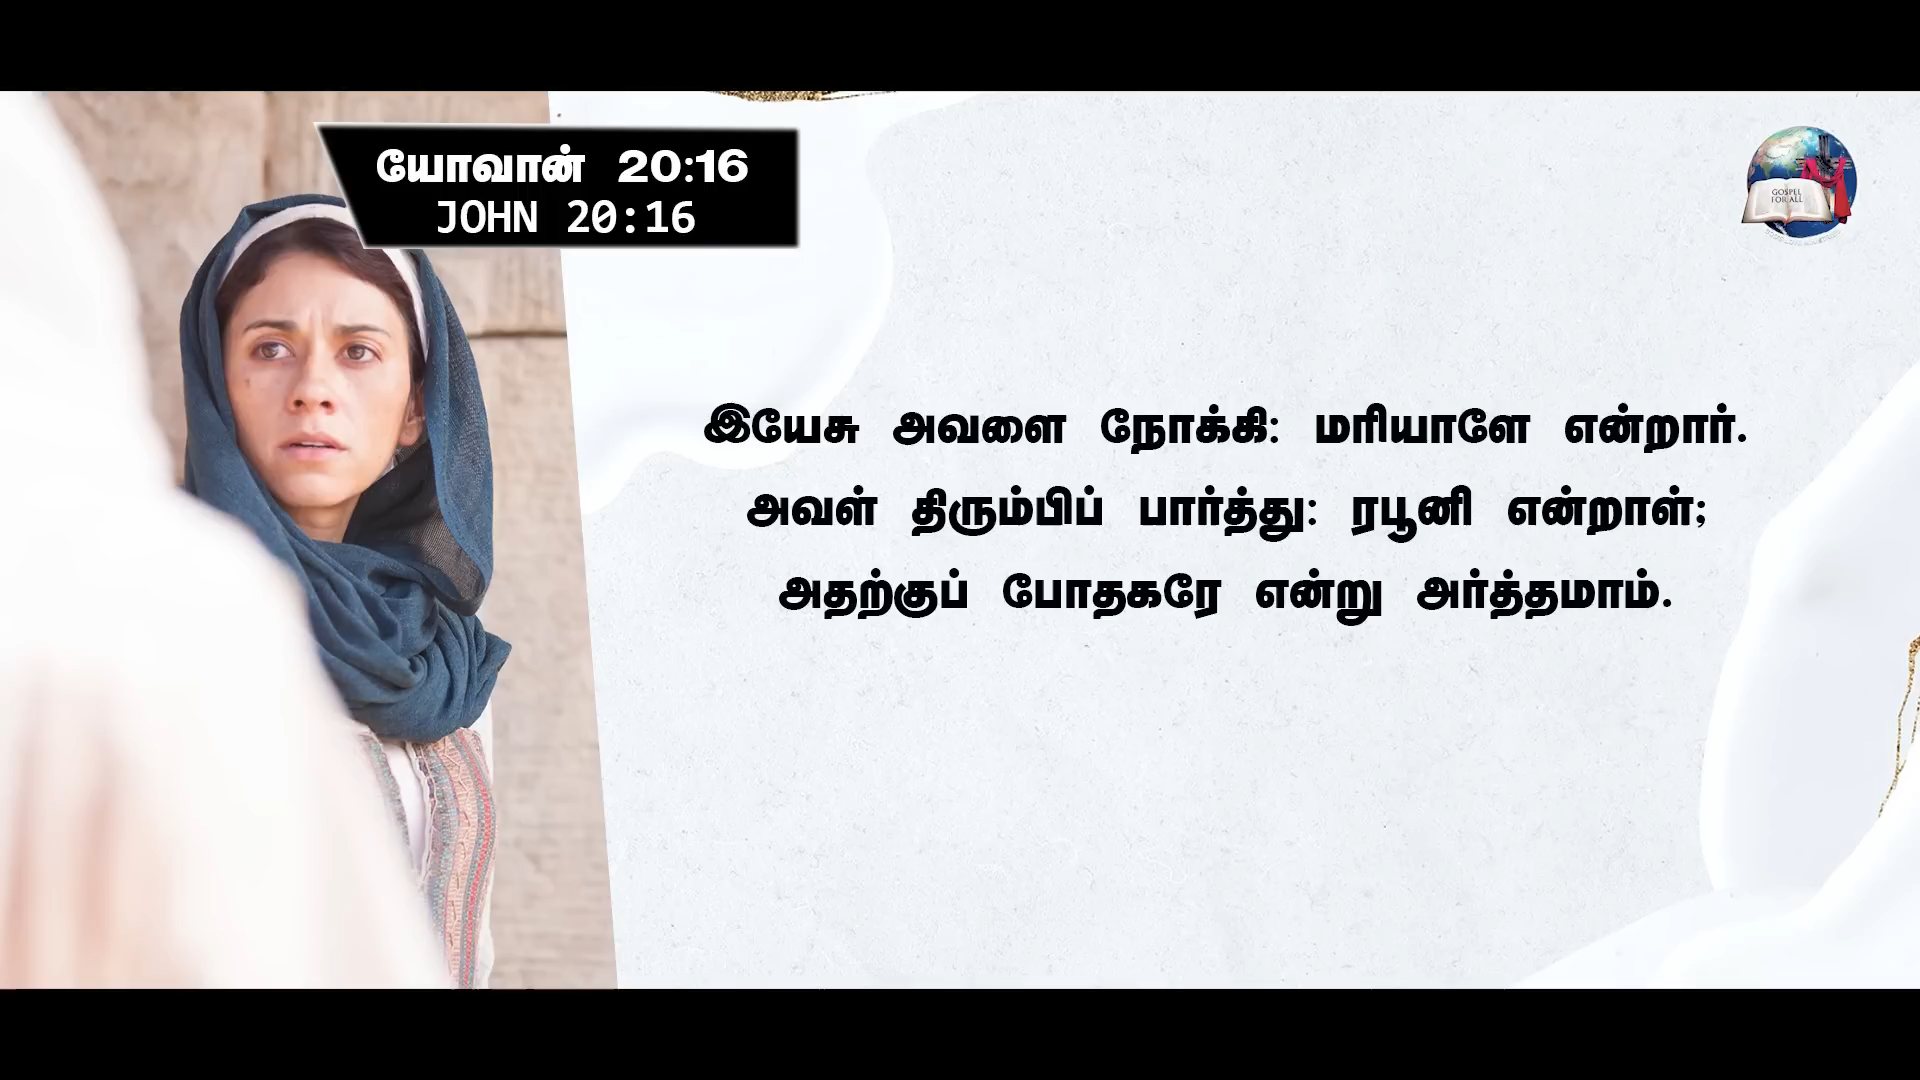 யோவான் 20:16
JOHN 20:16
GOSPEL
FOR ALL
இயேசு அவளை நோக்கி: மரியாளே என்றார்.
அவள் திரும்பிப் பார்த்து: ரபூனி என்றாள்;
அதற்குப் போதகரே என்று அர்த்தமாம்.